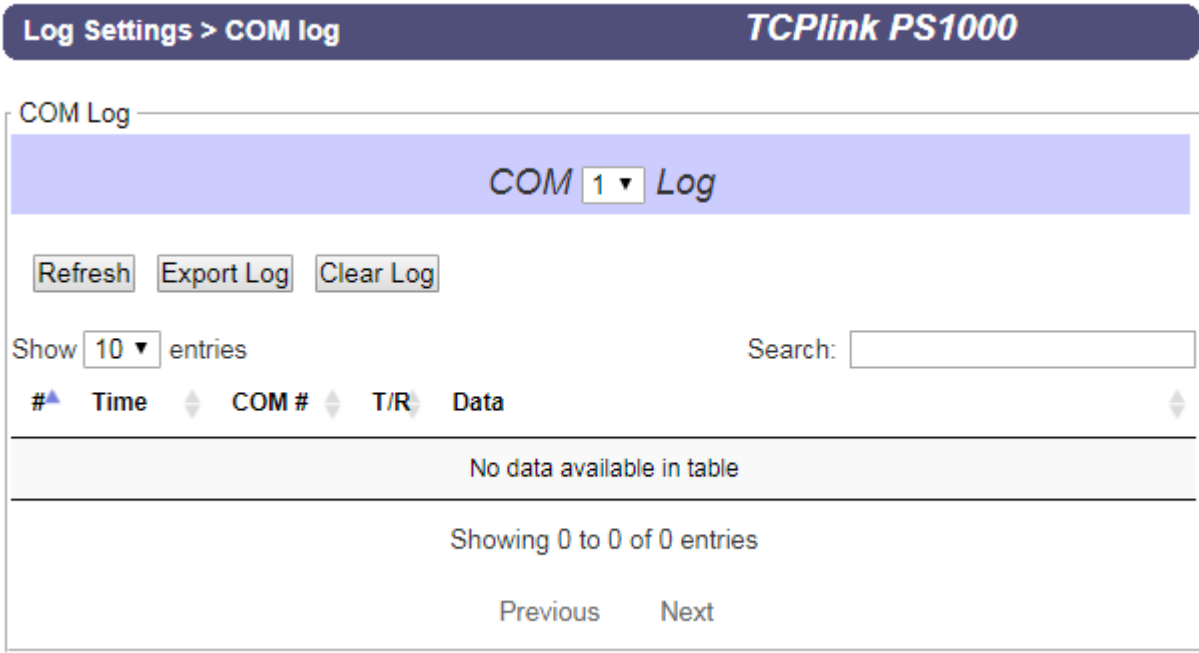 Log Settings > COM log TCPlink PS1000
COM Log
COM 1 Log
Refresh Export Log Clear Log
Show 10 entries Search:
# Time COM # T/R Data
No data available in table
Showing 0 to 0 of 0 entries
Previous Next